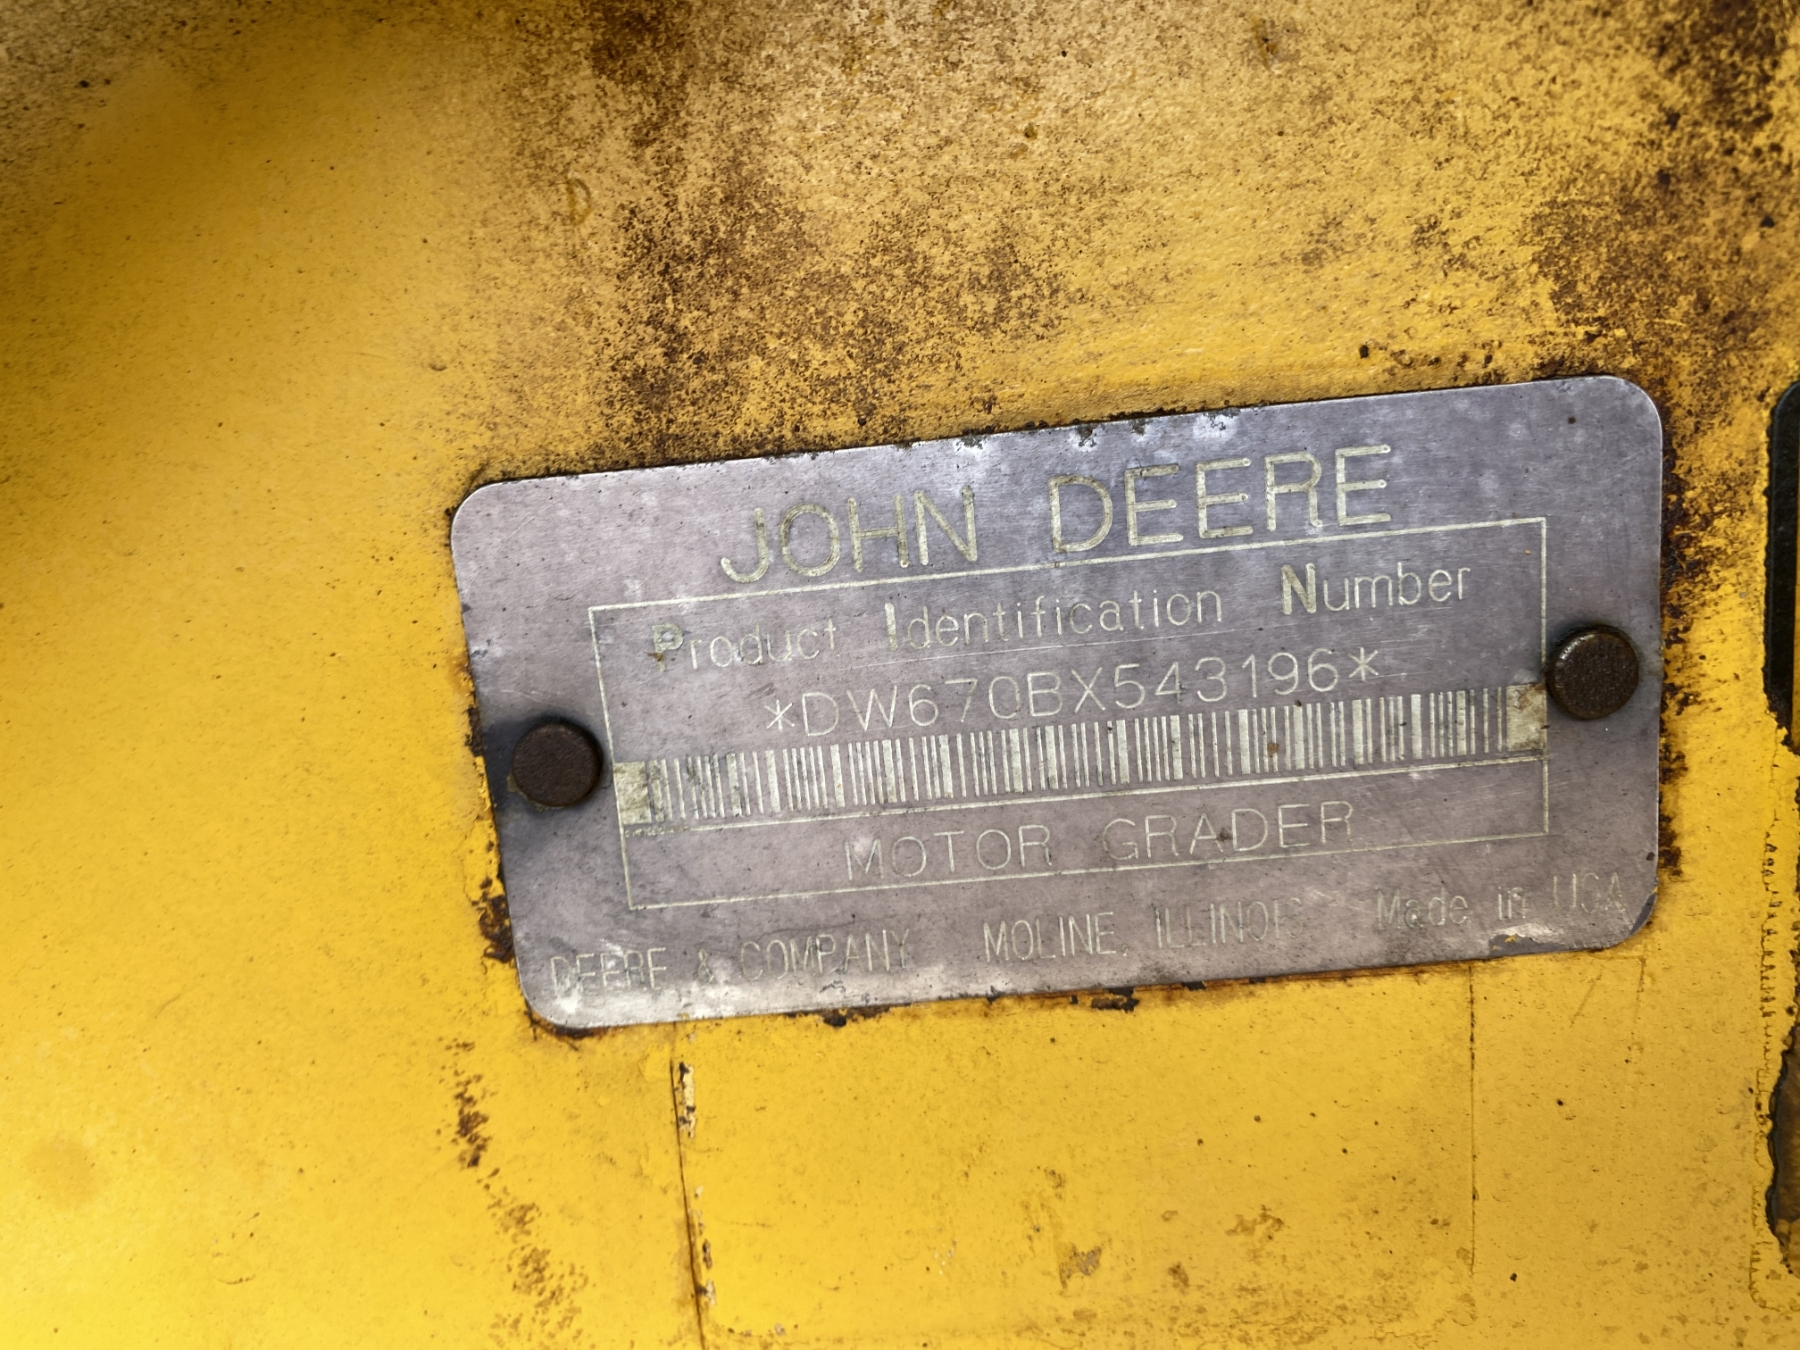 JOHN DEERE
Product Identification Number
*DW670BX543196*
MOTOR GRADER
DEERE & COMPANY MOLINE, ILLINOIS Made in USA